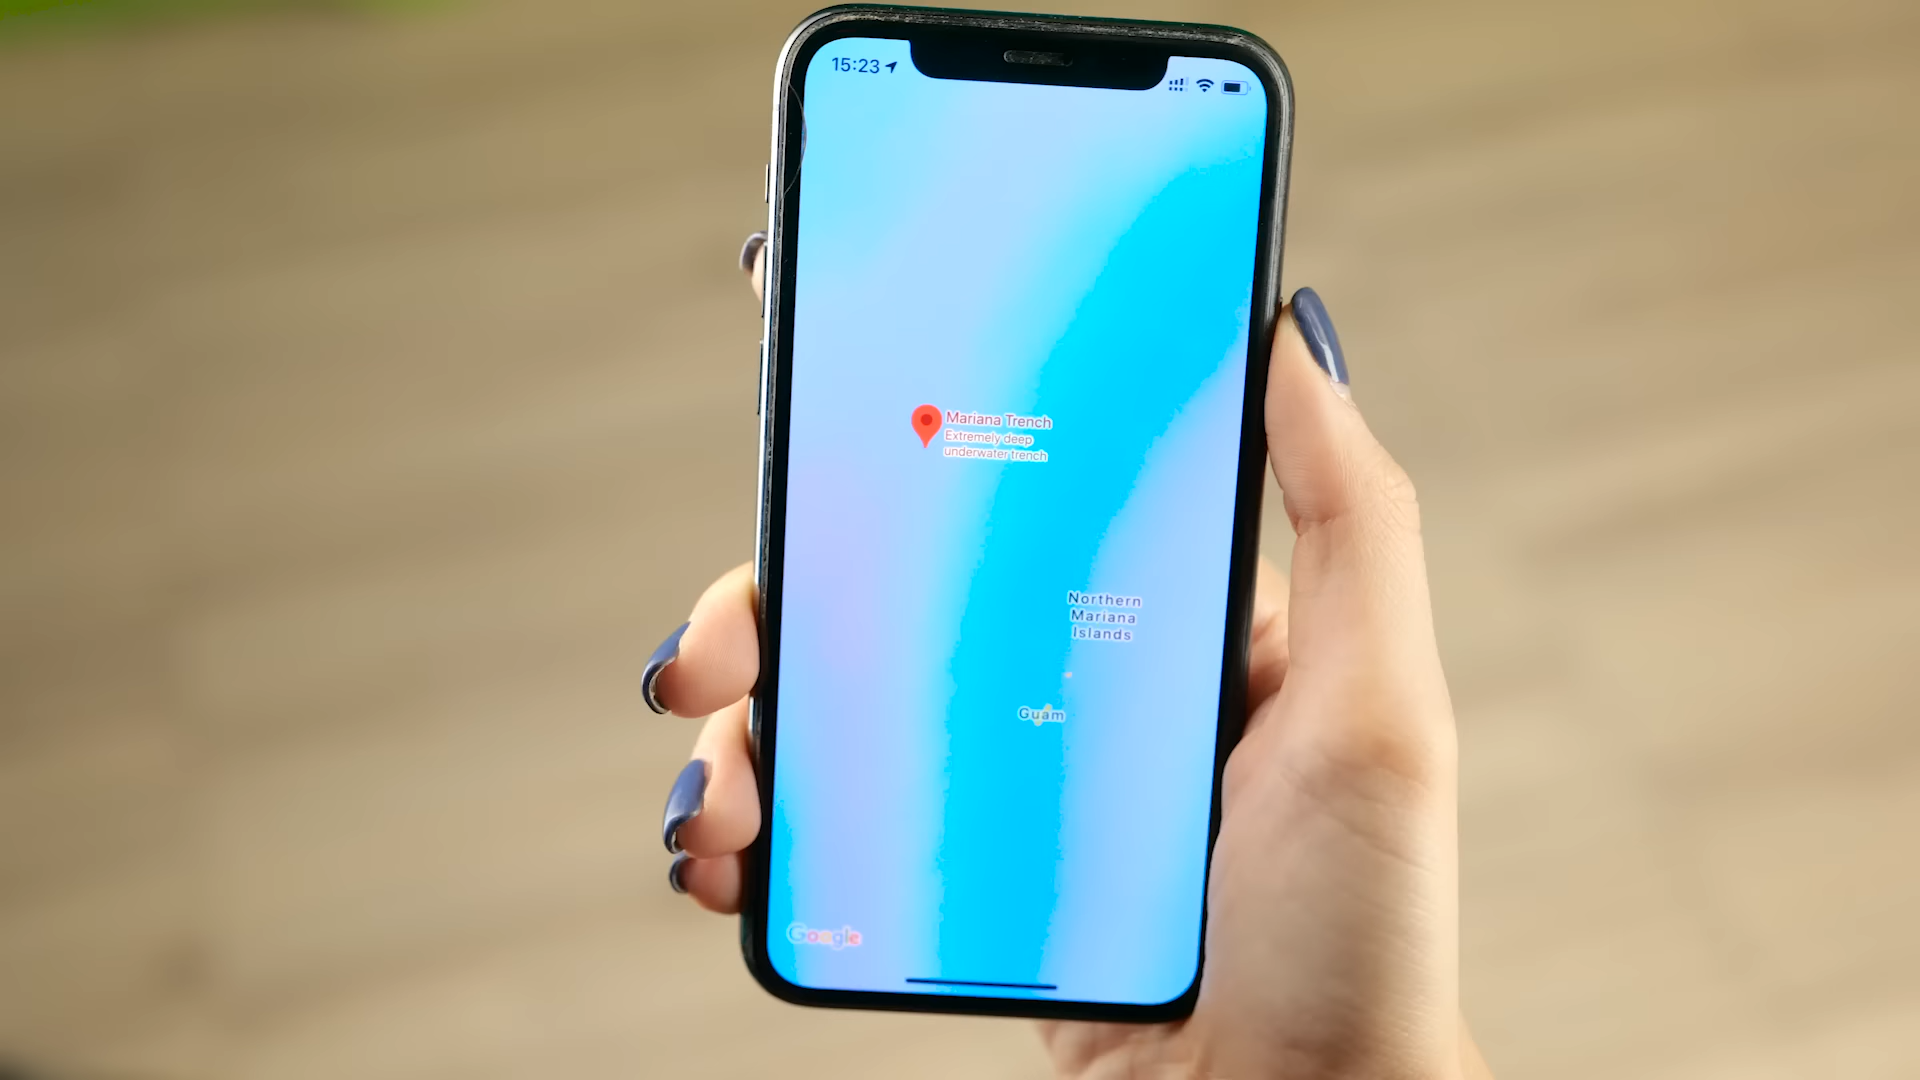 15:23
Mariana Trench
Extremely deep
underwater trench
Northern
Mariana
Islands
Guam
Google